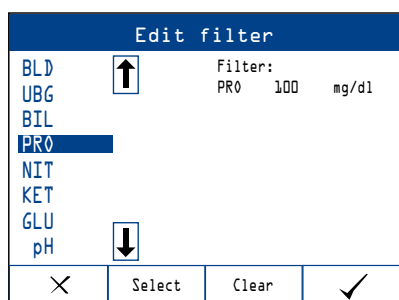 Edit filter
BLD
UBG
BIL
PRO
NIT
KET
GLU
pH
Filter:
PRO 100 mg/dl
Select
Clear